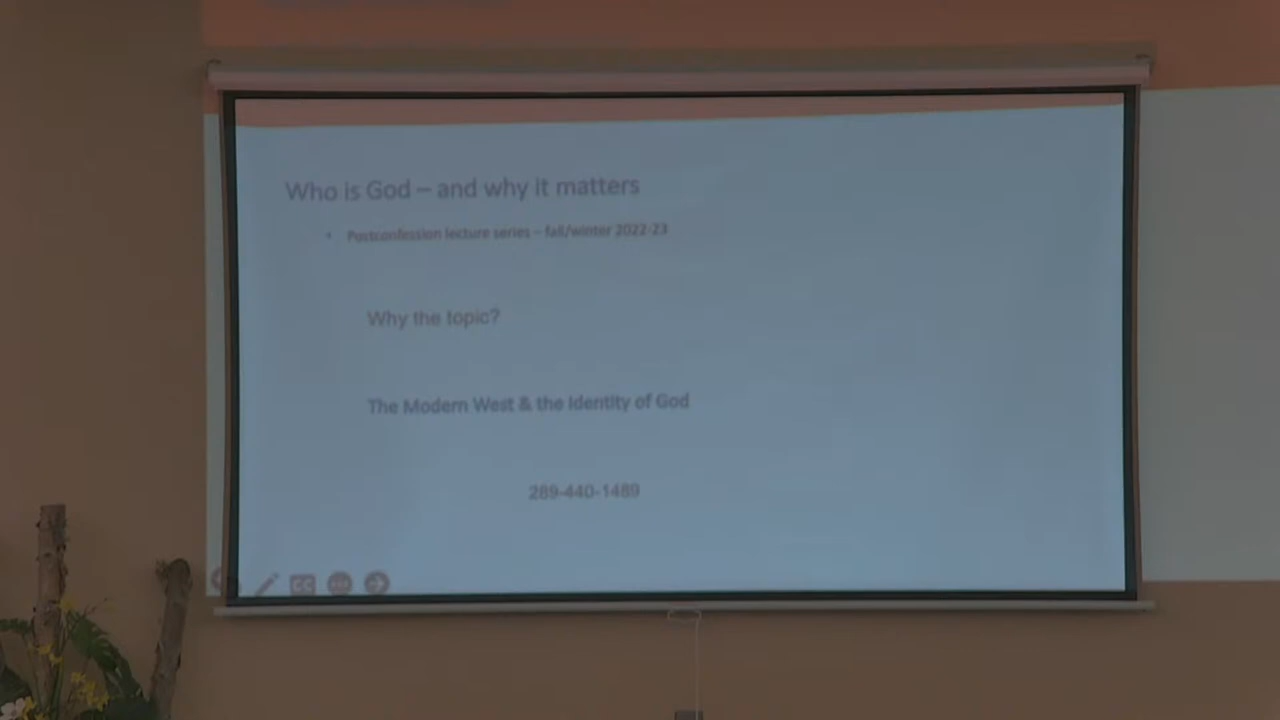 Who is God – and why it matters
• Postconfession lecture series – fall/winter 2022-23
Why the topic?
The Modern West & the Identity of God
289-440-1489
CC